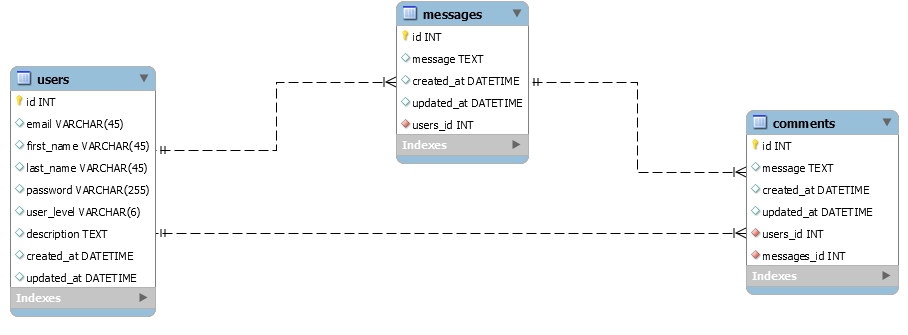 users
id INT
email VARCHAR(45)
first_name VARCHAR(45)
last_name VARCHAR(45)
password VARCHAR(255)
user_level VARCHAR(6)
description TEXT
created_at DATETIME
updated_at DATETIME
Indexes
messages
id INT
message TEXT
created_at DATETIME
updated_at DATETIME
users_id INT
Indexes
comments
id INT
message TEXT
created_at DATETIME
updated_at DATETIME
users_id INT
messages_id INT
Indexes